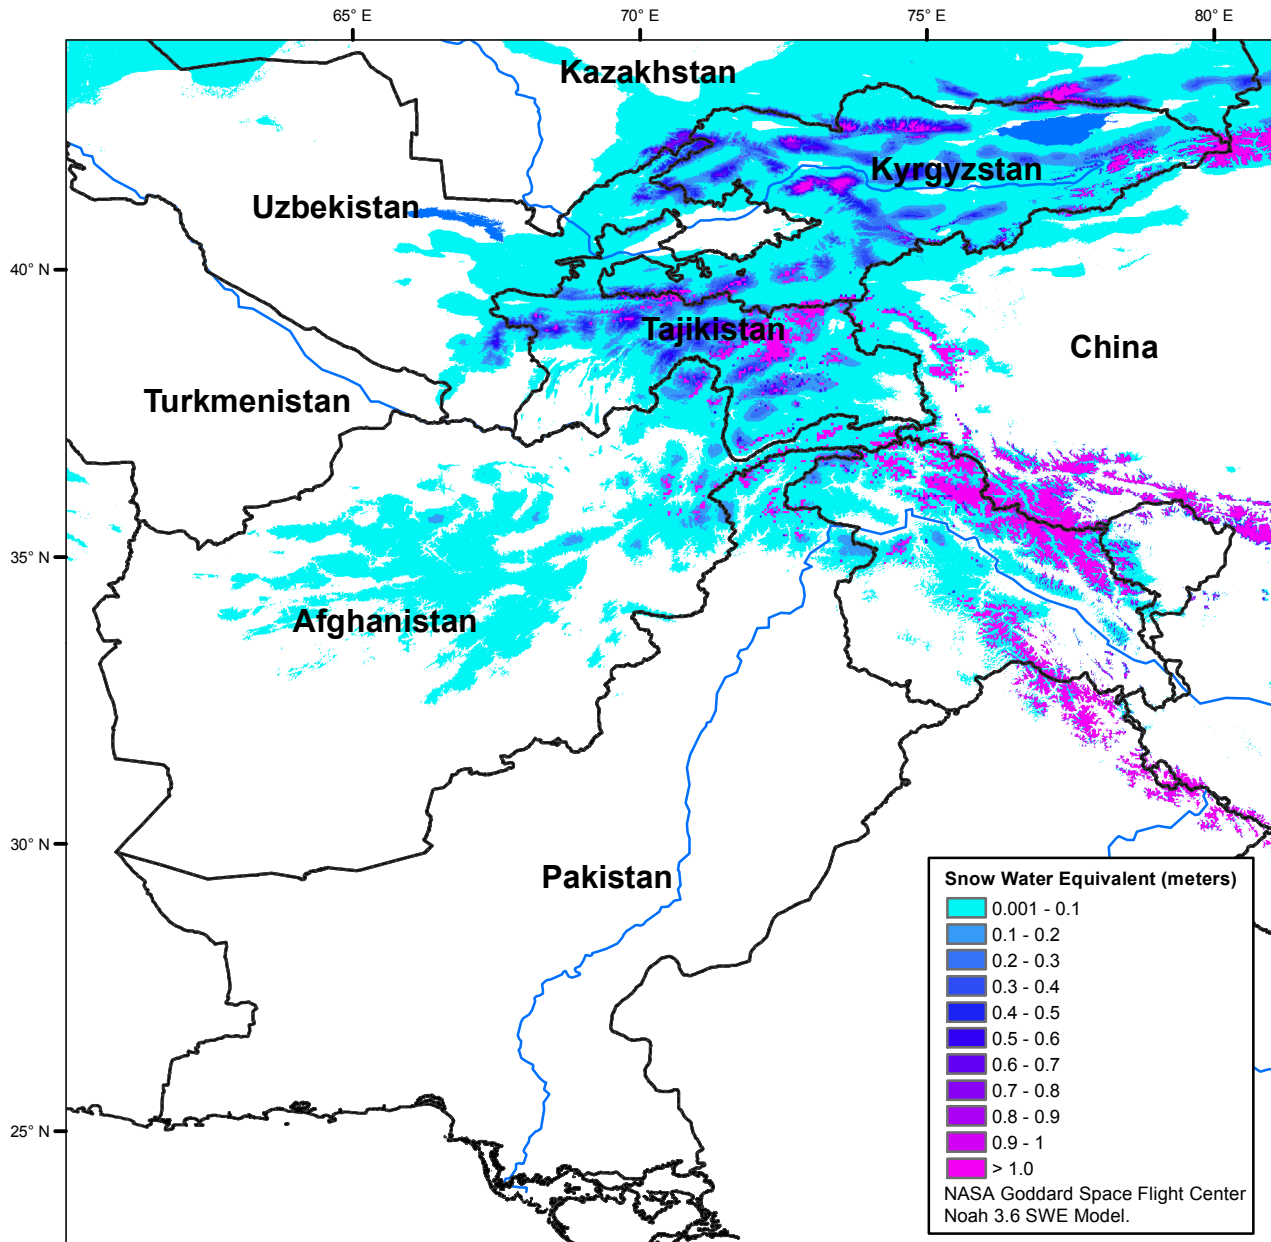 65° E 70° E 75° E 80° E
Kazakhstan
Kyrgyzstan
Uzbekistan
40° N
Tajikistan
China
Turkmenistan
35° N
Afghanistan
30° N
Pakistan
25° N
Snow Water Equivalent (meters)
0.001 - 0.1
0.1 - 0.2
0.2 - 0.3
0.3 - 0.4
0.4 - 0.5
0.5 - 0.6
0.6 - 0.7
0.7 - 0.8
0.8 - 0.9
0.9 - 1
> 1.0
NASA Goddard Space Flight Center
Noah 3.6 SWE Model.